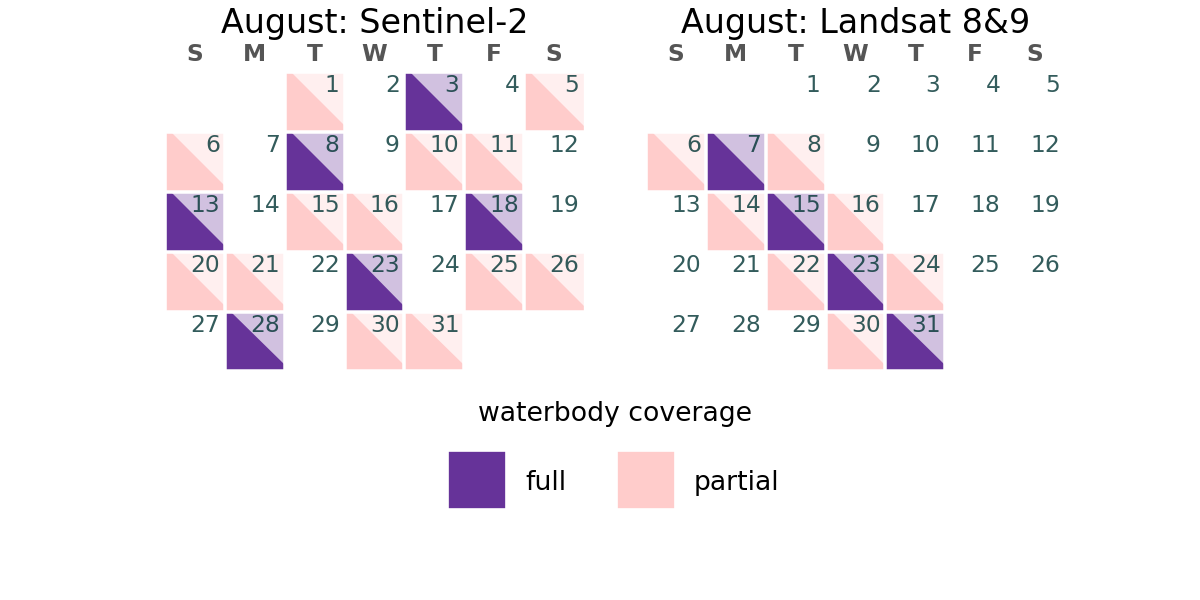 August: Sentinel-2
S M T W T F S
1 2 3 4 5
6 7 8 9 10 11 12
13 14 15 16 17 18 19
20 21 22 23 24 25 26
27 28 29 30 31
August: Landsat 8&9
S M T W T F S
1 2 3 4 5
6 7 8 9 10 11 12
13 14 15 16 17 18 19
20 21 22 23 24 25 26
27 28 29 30 31
waterbody coverage
full partial